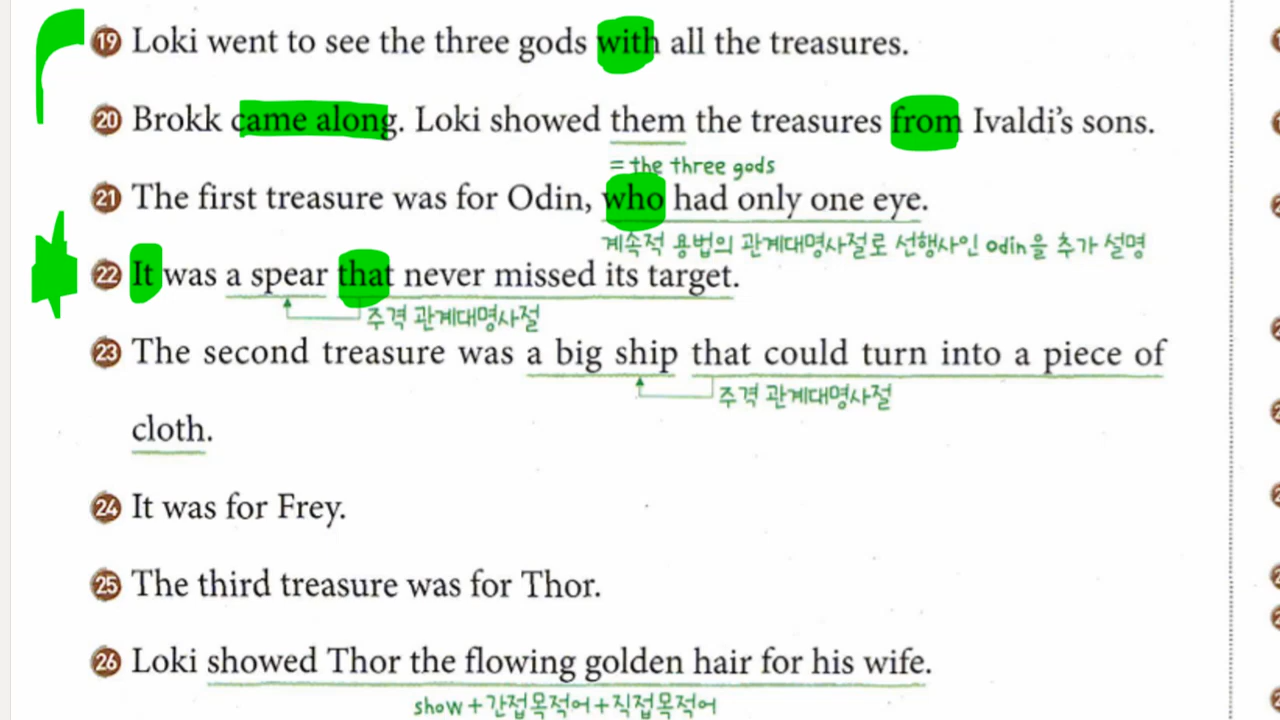 19 Loki went to see the three gods with all the treasures.
20 Brokk came along. Loki showed them the treasures from Ivaldi's sons.
= the three gods
21 The first treasure was for Odin, who had only one eye.
계속적 용법의 관계대명사절로 선행사인 odin을 추가 설명
22 It was a spear that never missed its target.
주격 관계대명사절
23 The second treasure was a big ship that could turn into a piece of
주격 관계대명사절
cloth.
24 It was for Frey.
25 The third treasure was for Thor.
26 Loki showed Thor the flowing golden hair for his wife.
show+간접목적어+직접목적어